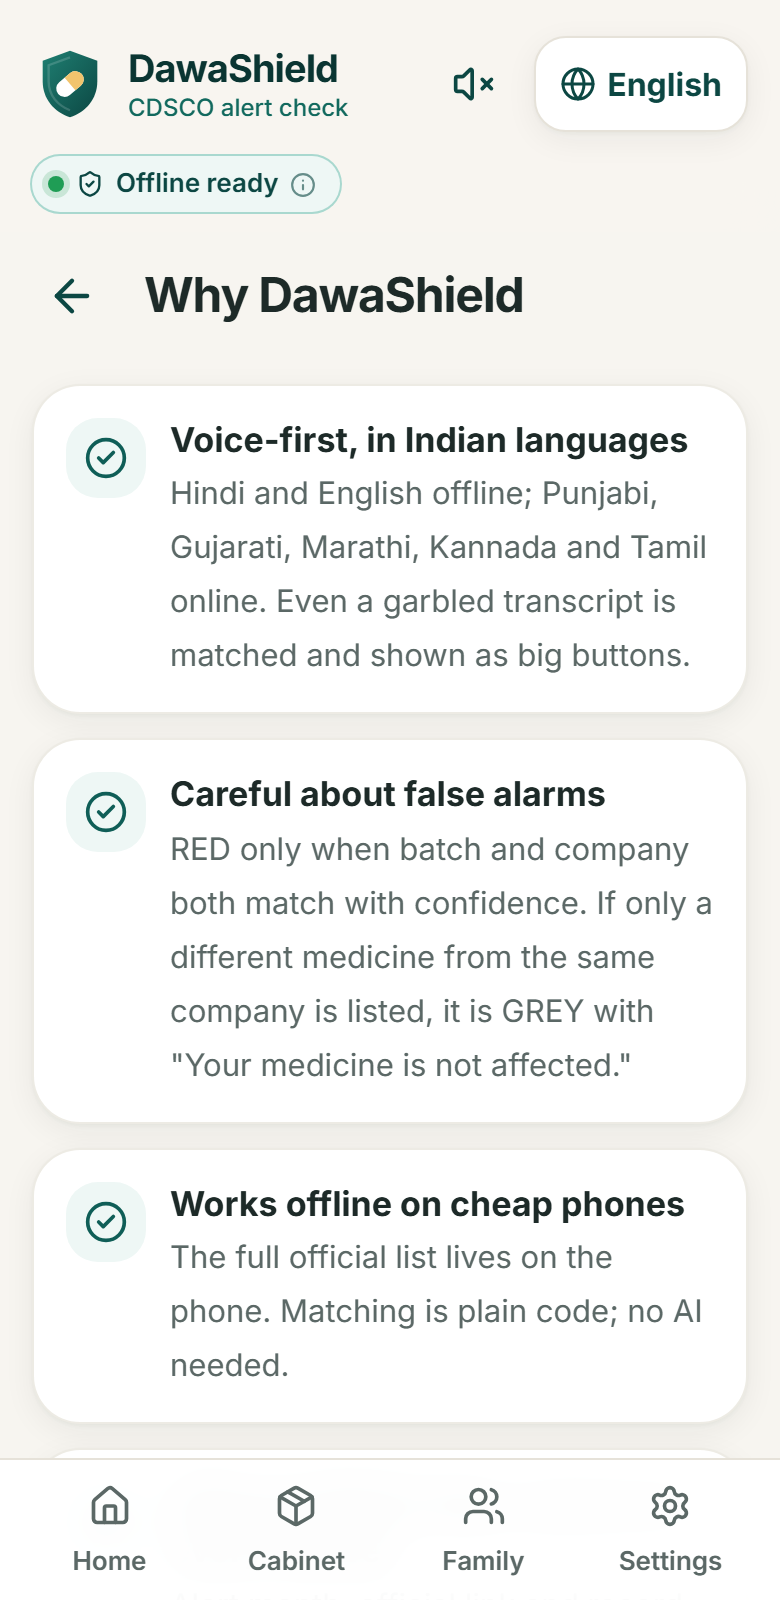 DawaShield
CDSCO alert check
English
Offline ready
Why DawaShield
Voice-first, in Indian languages
Hindi and English offline; Punjabi,
Gujarati, Marathi, Kannada and Tamil
online. Even a garbled transcript is
matched and shown as big buttons.
Careful about false alarms
RED only when batch and company
both match with confidence. If only a
different medicine from the same
company is listed, it is GREY with
"Your medicine is not affected."
Works offline on cheap phones
The full official list lives on the
phone. Matching is plain code; no AI
needed.
Home
Cabinet
Family
Settings